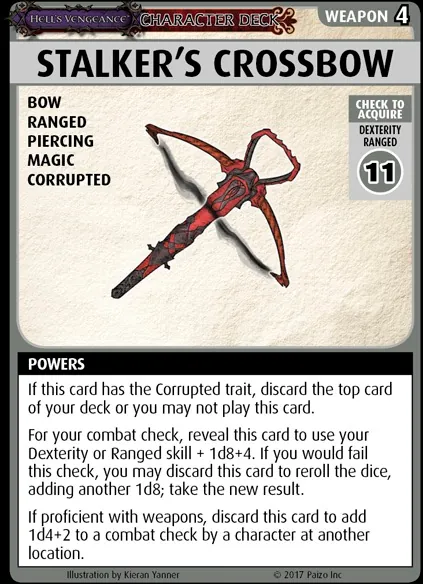 HELL'S VENGEANCE CHARACTER DECK WEAPON 4
STALKER'S CROSSBOW
BOW
RANGED
PIERCING
MAGIC
CORRUPTED
CHECK TO
ACQUIRE
DEXTERITY
RANGED
11
POWERS
If this card has the Corrupted trait, discard the top card
of your deck or you may not play this card.
For your combat check, reveal this card to use your
Dexterity or Ranged skill + 1d8+4. If you would fail
this check, you may discard this card to reroll the dice,
adding another 1d8; take the new result.
If proficient with weapons, discard this card to add
1d4+2 to a combat check by a character at another
location.
Illustration by Kieran Yanner © 2017 Paizo Inc